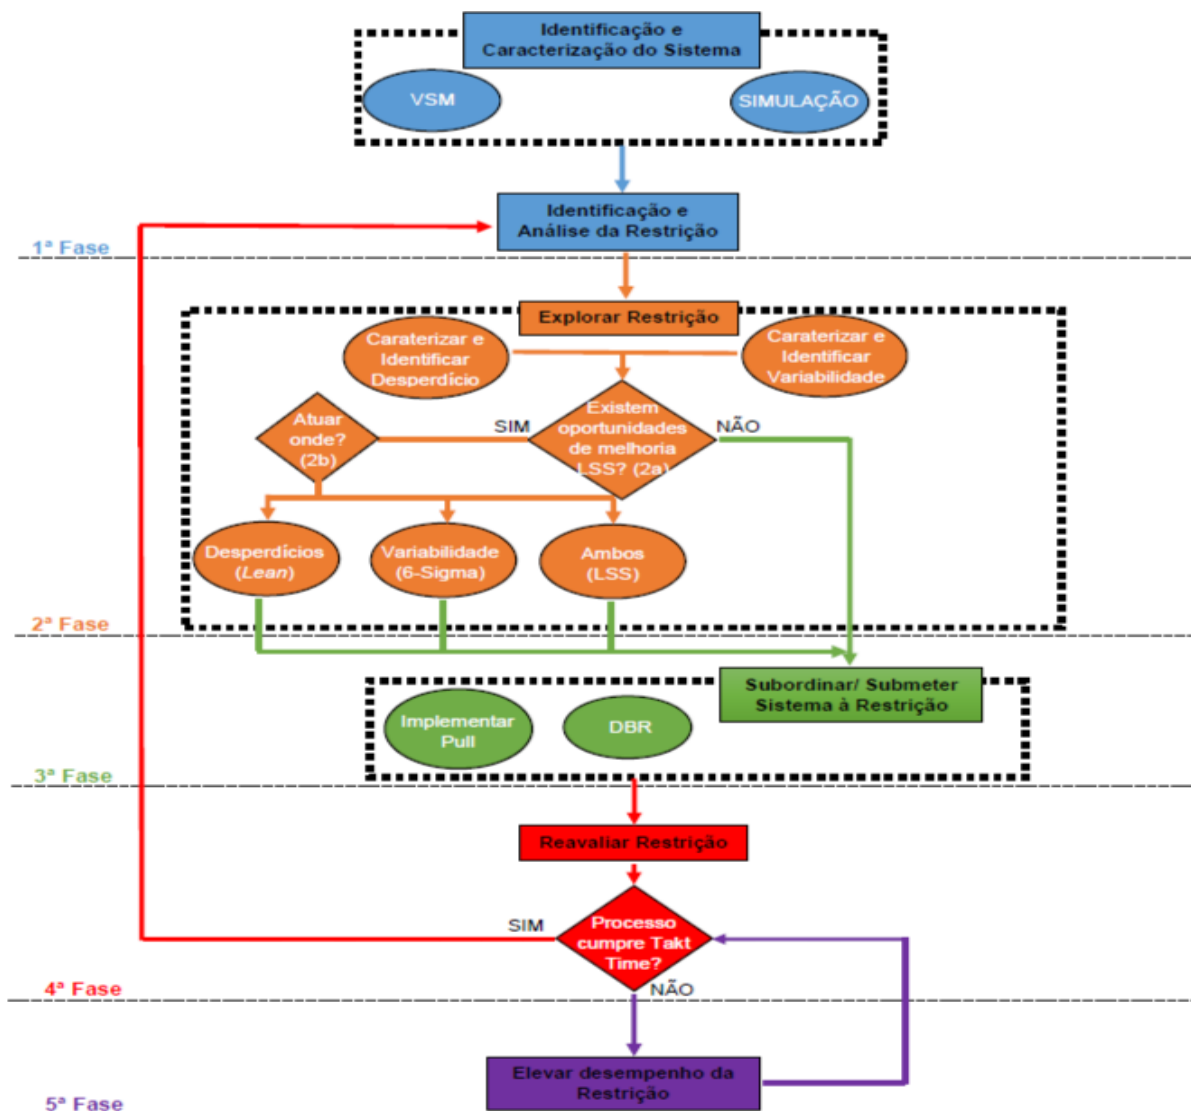 Identificação e
Caracterização do Sistema
VSM
SIMULAÇÃO
Identificação e
Análise da Restrição
1ª Fase
Explorar Restrição
Caraterizar e
Identificar
Desperdício
Caraterizar e
Identificar
Variabilidade
Atuar
onde?
(2b)
SIM
Existem
oportunidades
de melhoria
LSS? (2a)
NÃO
Desperdícios
(Lean)
Variabilidade
(6-Sigma)
Ambos
(LSS)
2ª Fase
Subordinar/ Submeter
Sistema à Restrição
Implementar
Pull
DBR
3ª Fase
Reavaliar Restrição
SIM
Processo
cumpre Takt
Time?
NÃO
4ª Fase
Elevar desempenho da
Restrição
5ª Fase